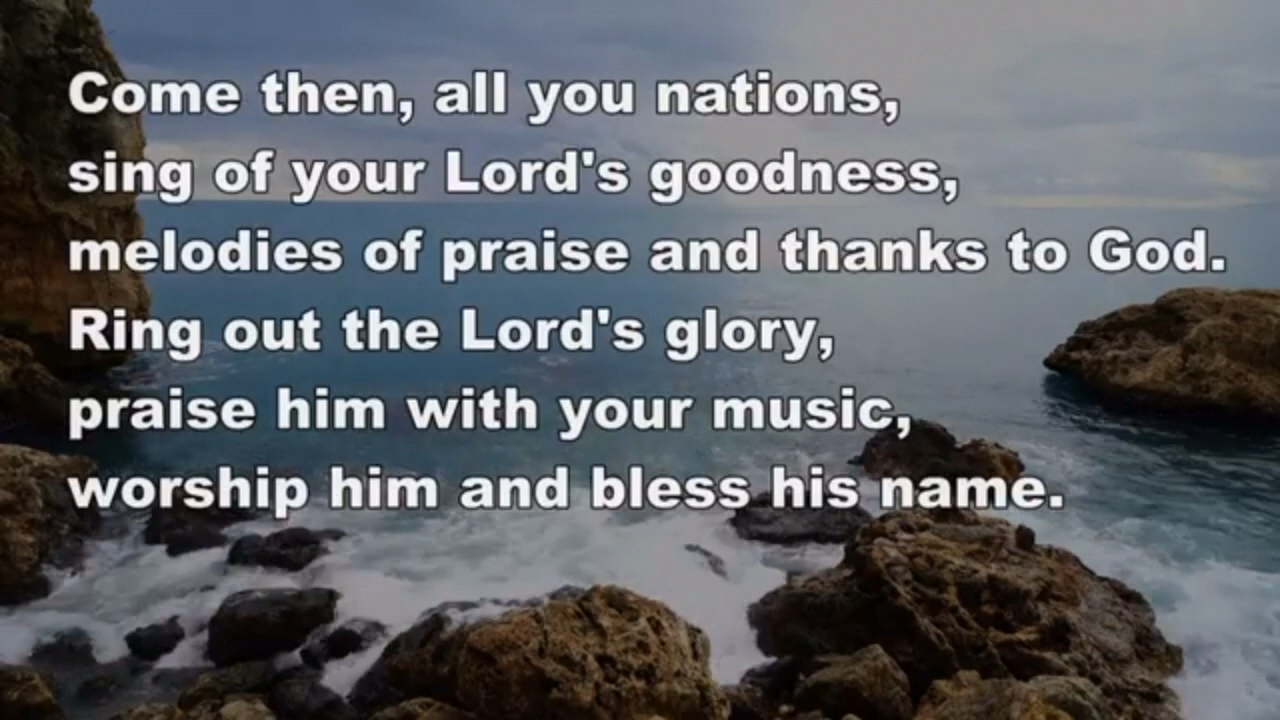 Come then, all you nations,
sing of your Lord's goodness,
melodies of praise and thanks to God.
Ring out the Lord's glory,
praise him with your music,
worship him and bless his name.